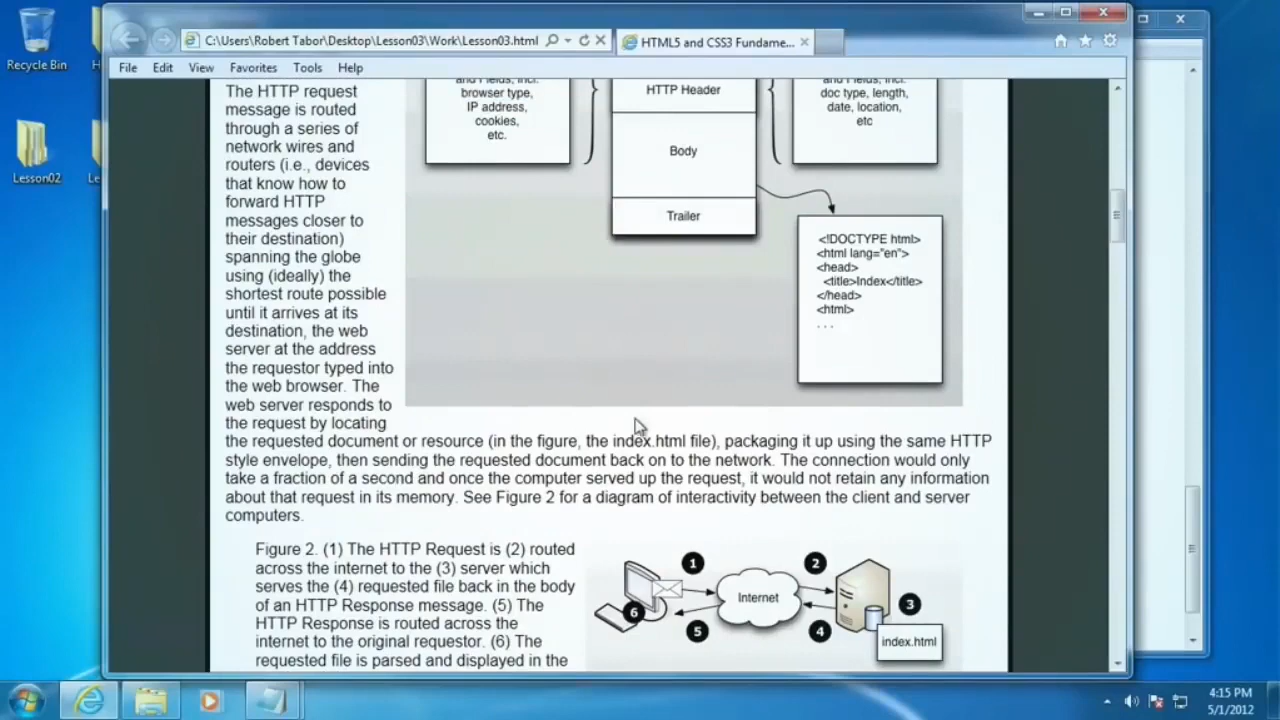 Recycle Bin
Lesson02
C:\Users\Robert Tabor\Desktop\Lesson03\Work\Lesson03.html
HTML5 and CSS3 Fundame...
File Edit View Favorites Tools Help
The HTTP request
message is routed
through a series of
network wires and
routers (i.e., devices
that know how to
forward HTTP
messages closer to
their destination)
spanning the globe
using (ideally) the
shortest route possible
until it arrives at its
destination, the web
server at the address
the requestor typed into
the web browser. The
web server responds to
the request by locating
the requested document or resource (in the figure, the index.html file), packaging it up using the same HTTP
style envelope, then sending the requested document back on to the network. The connection would only
take a fraction of a second and once the computer served up the request, it would not retain any information
about that request in its memory. See Figure 2 for a diagram of interactivity between the client and server
computers.
and Fields, incl.
browser type,
IP address,
cookies,
etc.
HTTP Header
Body
Trailer
and Fields, incl.
doc type, length,
date, location,
etc
<!DOCTYPE html>
<html lang="en">
<head>
<title>Index</title>
</head>
<html>
. . .
Figure 2. (1) The HTTP Request is (2) routed
across the internet to the (3) server which
serves the (4) requested file back in the body
of an HTTP Response message. (5) The
HTTP Response is routed across the
internet to the original requestor. (6) The
requested file is parsed and displayed in the
1
2
Internet
3
6
5
4
index.html
4:15 PM
5/1/2012